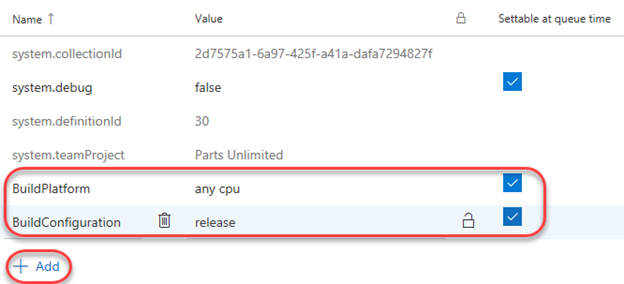 Name ↑ Value Settable at queue time
system.collectionId 2d7575a1-6a97-425f-a41a-dafa7294827f
system.debug false
system.definitionId 30
system.teamProject Parts Unlimited
BuildPlatform any cpu
BuildConfiguration release
+ Add